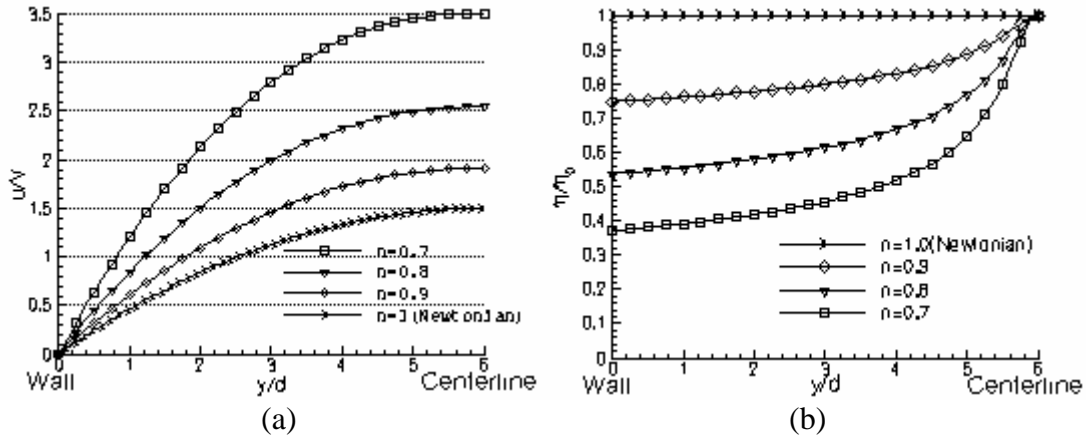 3.5
3
2.5
2
1.5
1
0.5
0
u/V
n=0.7
n=0.8
n=0.9
n=1(Newtonian)
0 1 2 3 4 5 6
Wall y/d Centerline
(a)
1
0.9
0.8
0.7
0.6
0.5
0.4
0.3
0.2
0.1
0
η/η0
n=1.0(Newtonian)
n=0.9
n=0.8
n=0.7
0 1 2 3 4 5 6
Wall y/d Centerline
(b)